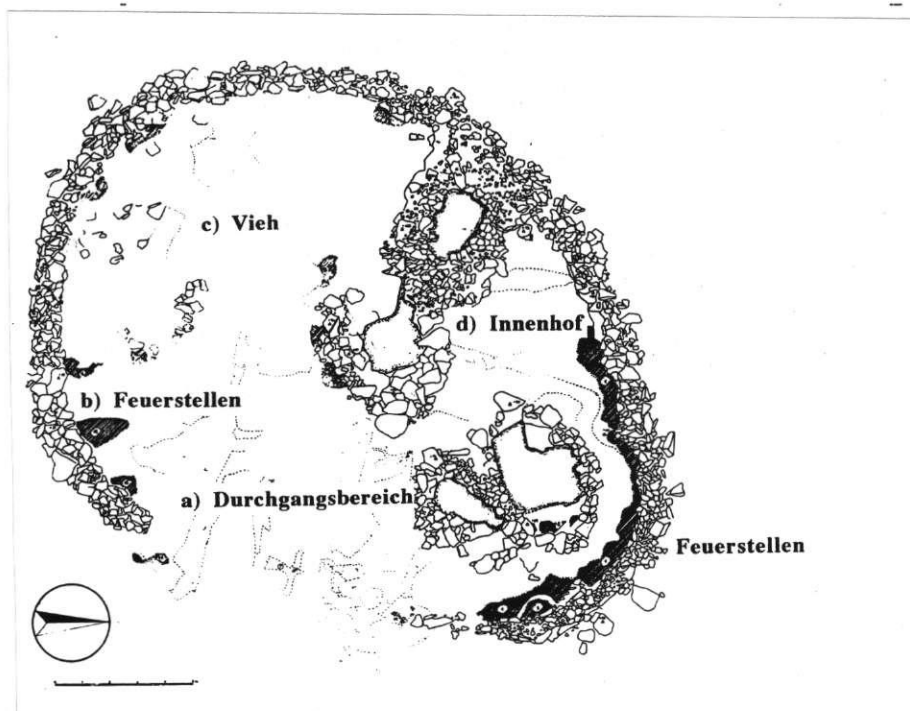 c) Vieh
d) Innenhof
b) Feuerstellen
a) Durchgangsbereich
Feuerstellen